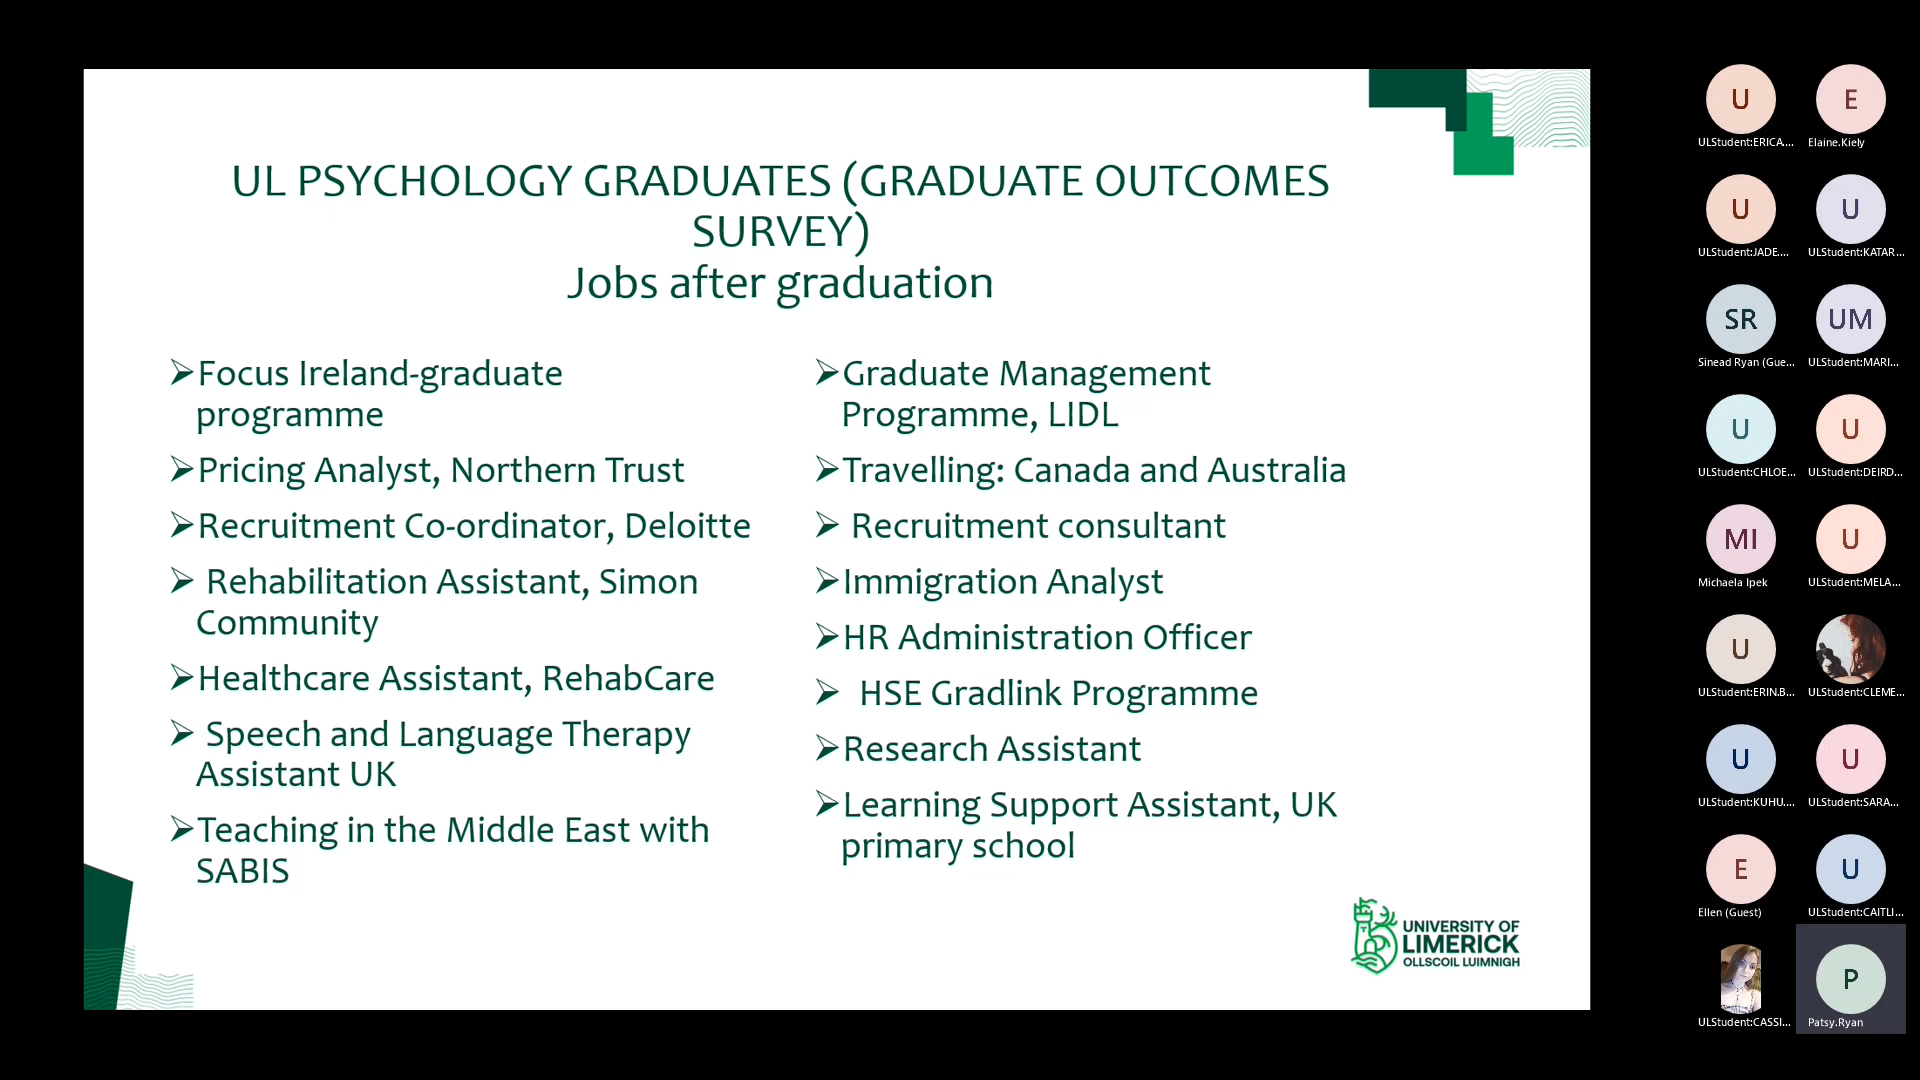 UL PSYCHOLOGY GRADUATES (GRADUATE OUTCOMES
SURVEY)
Jobs after graduation
➢Focus Ireland-graduate
programme
➢Pricing Analyst, Northern Trust
➢Recruitment Co-ordinator, Deloitte
➢ Rehabilitation Assistant, Simon
Community
➢Healthcare Assistant, RehabCare
➢ Speech and Language Therapy
Assistant UK
➢Teaching in the Middle East with
SABIS
➢Graduate Management
Programme, LIDL
➢Travelling: Canada and Australia
➢ Recruitment consultant
➢Immigration Analyst
➢HR Administration Officer
➢ HSE Gradlink Programme
➢Research Assistant
➢Learning Support Assistant, UK
primary school
UNIVERSITY OF
LIMERICK
OLLSCOIL LUIMNIGH
U
E
ULStudent:ERICA....
Elaine.Kiely
U
U
ULStudent:JADE....
ULStudent:KATAR...
SR
UM
Sinead Ryan (Gue...
ULStudent:MARI...
U
U
ULStudent:CHLOE...
ULStudent:DEIRD...
MI
U
Michaela Ipek
ULStudent:MELA...
U
ULStudent:ERIN.B...
ULStudent:CLEME...
U
U
ULStudent:KUHU....
ULStudent:SARA...
E
U
Ellen (Guest)
ULStudent:CAITLI...
P
ULStudent:CASSI...
Patsy.Ryan